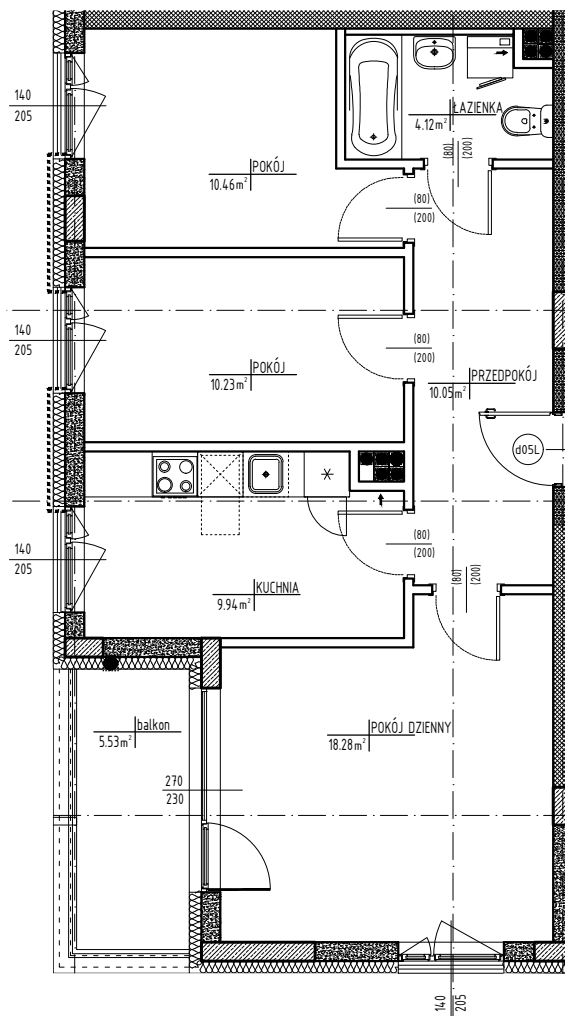 140
205
ŁAZIENKA
4.12m²
(80)
(200)
POKÓJ
10.46m²
(80)
(200)
140
205
POKÓJ
10.23m²
(80)
(200)
PRZEDPOKÓJ
10.05m²
d05L
140
205
(80)
(200)
(80)
(200)
KUCHNIA
9.94m²
balkon
5.53m²
POKÓJ DZIENNY
18.28m²
270
230
140
205